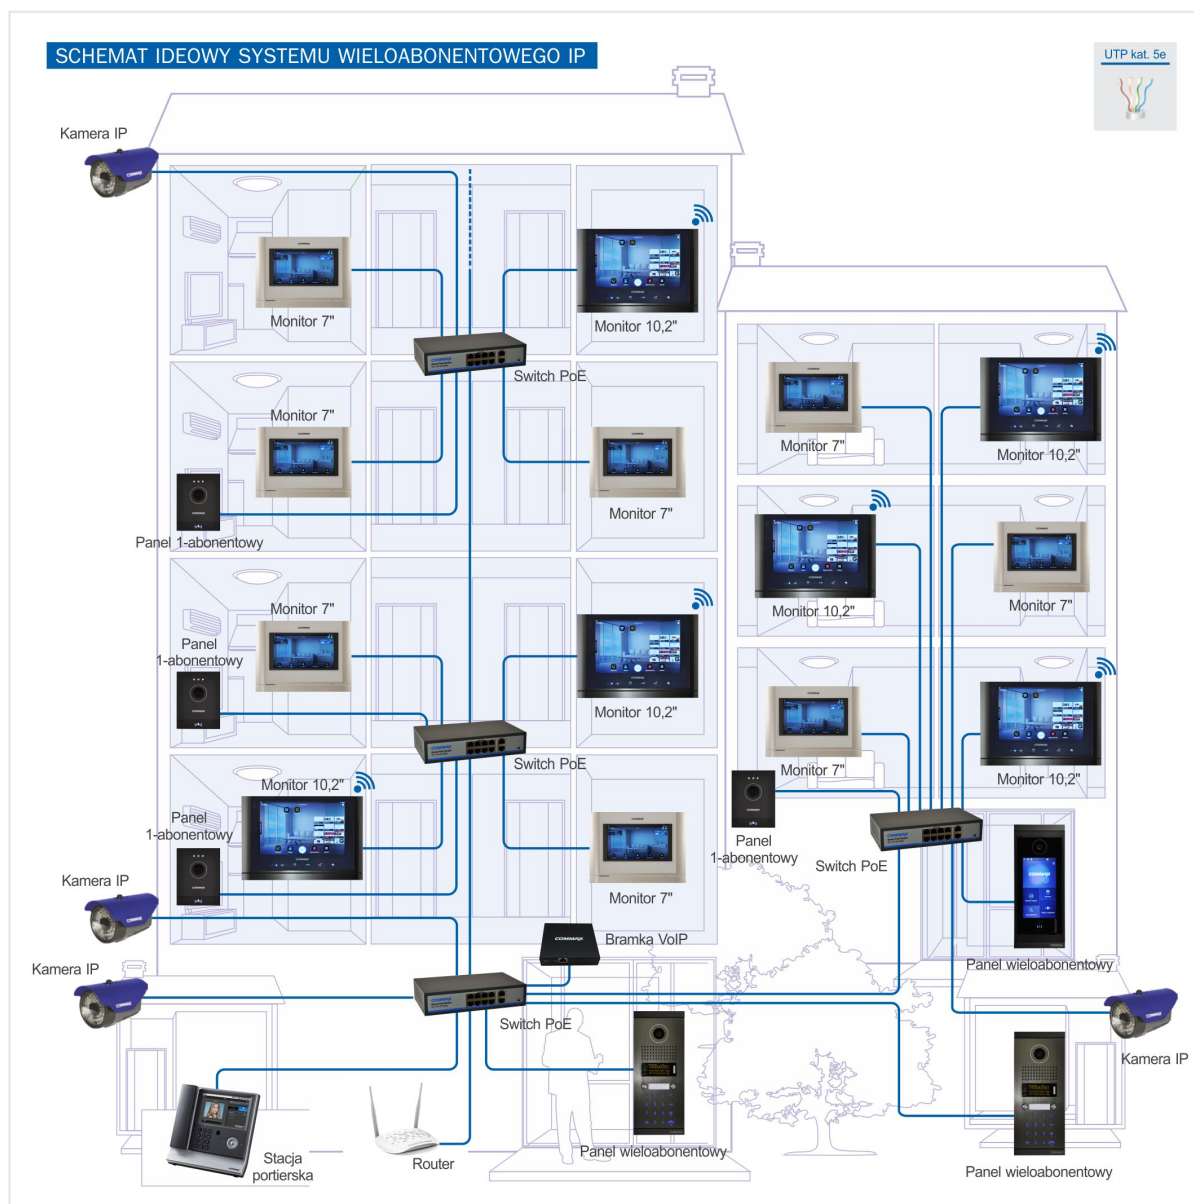 SCHEMAT IDEOWY SYSTEMU WIELOABONENTOWEGO IP
UTP kat. 5e
Kamera IP
Monitor 7"
Monitor 10,2"
Switch PoE
Monitor 7"
Monitor 7"
Panel 1-abonentowy
Monitor 7"
Monitor 10,2"
Monitor 10,2"
Monitor 7"
Monitor 7"
Panel
1-abonentowy
Monitor 10,2"
Switch PoE
Monitor 7"
Monitor 10,2"
Monitor 10,2"
Panel
1-abonentowy
Panel
1-abonentowy
Switch PoE
Kamera IP
Monitor 7"
Bramka VoIP
COMMAX
COMMAX
Panel wieloabonentowy
Kamera IP
Switch PoE
Kamera IP
Stacja
portierska
Router
Panel wieloabonentowy
Panel wieloabonentowy